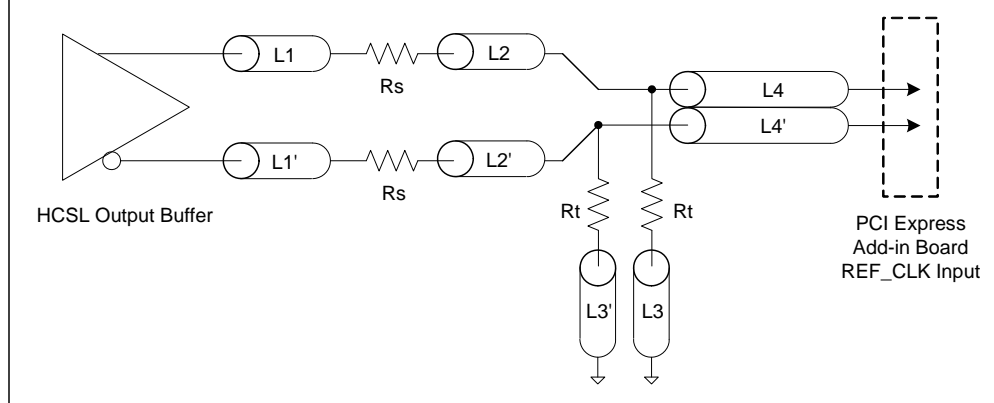 L1
Rs
L2
L4
L4'
L1'
Rs
L2'
HCSL Output Buffer
Rt
Rt
L3'
L3
PCI Express
Add-in Board
REF_CLK Input